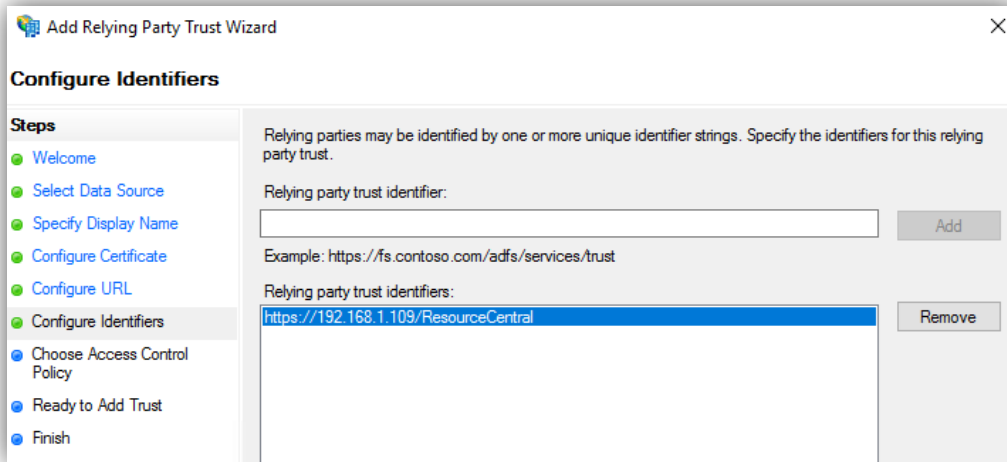 Add Relying Party Trust Wizard
Configure Identifiers
Steps
Welcome
Select Data Source
Specify Display Name
Configure Certificate
Configure URL
Configure Identifiers
Choose Access Control
Policy
Ready to Add Trust
Finish
Relying parties may be identified by one or more unique identifier strings. Specify the identifiers for this relying
party trust.
Relying party trust identifier:
Add
Example: https://fs.contoso.com/adfs/services/trust
Relying party trust identifiers:
https://192.168.1.109/ResourceCentral
Remove